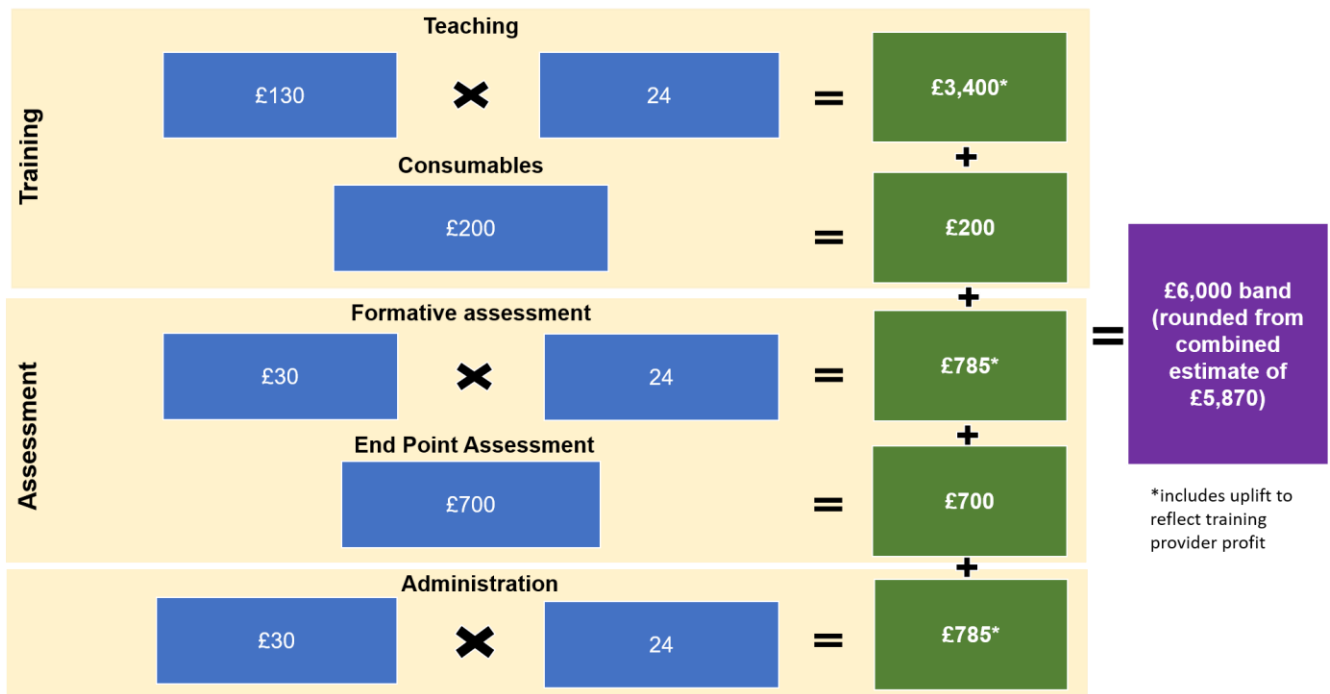 Training
Teaching
£130 × 24 = £3,400*
+
Consumables
£200 = £200
+
Assessment
Formative assessment
£30 × 24 = £785*
+
End Point Assessment
£700 = £700
+
Administration
£30 × 24 = £785*
=
£6,000 band
(rounded from
combined
estimate of
£5,870)
*includes uplift to
reflect training
provider profit